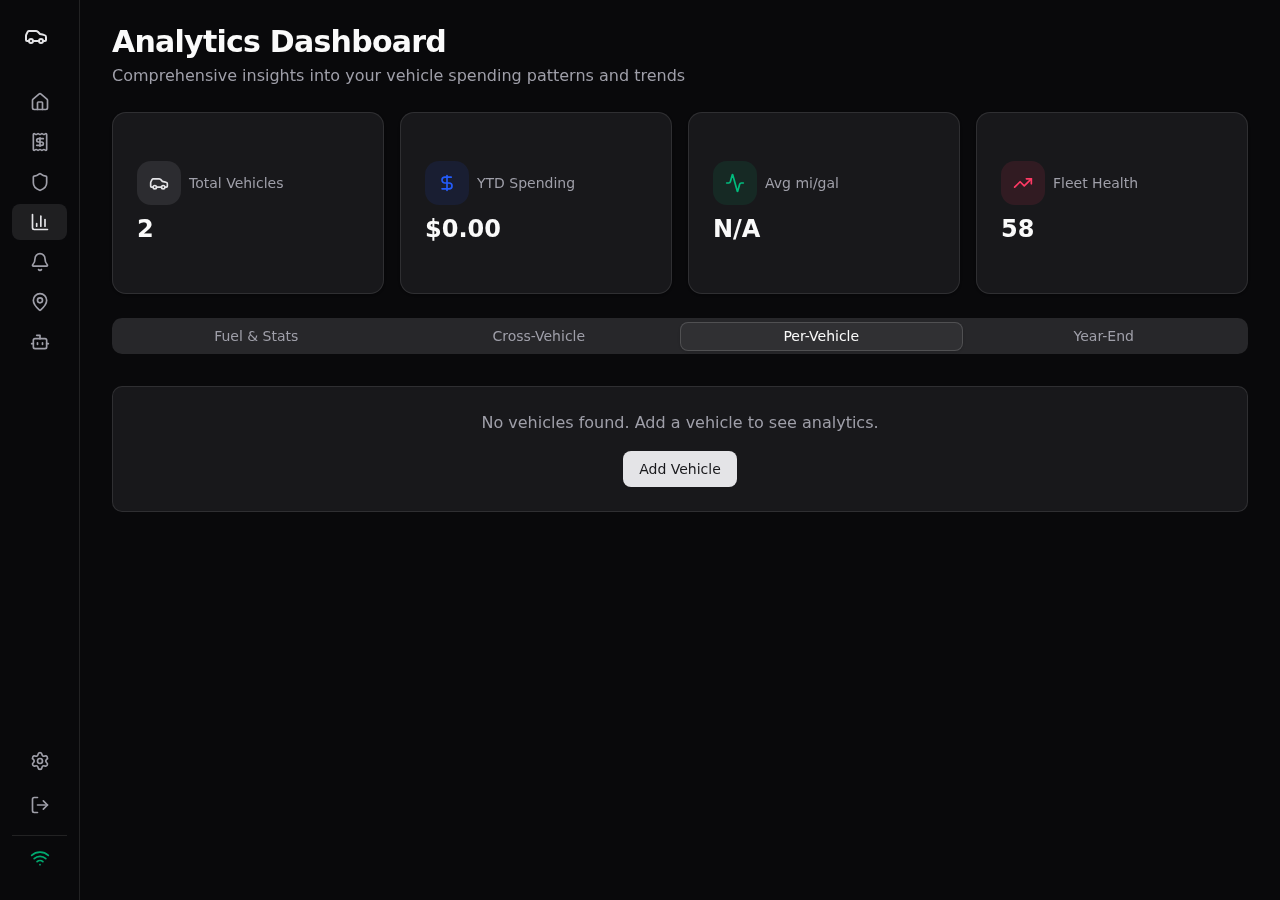 Analytics Dashboard
Comprehensive insights into your vehicle spending patterns and trends
Total Vehicles
2
YTD Spending
$0.00
Avg mi/gal
N/A
Fleet Health
58
Fuel & Stats
Cross-Vehicle
Per-Vehicle
Year-End
No vehicles found. Add a vehicle to see analytics.
Add Vehicle